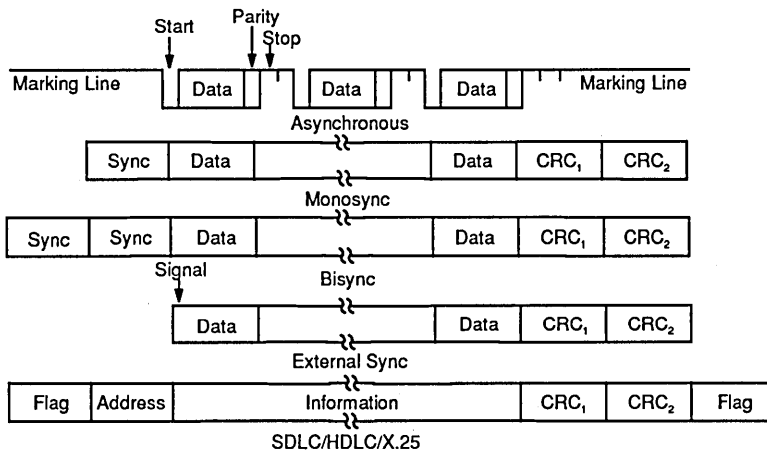 Start
Parity
Stop
Marking Line Data Data Data Marking Line
Asynchronous
Sync Data Data CRC₁ CRC₂
Monosync
Sync Sync Data Data CRC₁ CRC₂
Signal
Bisync
Data Data CRC₁ CRC₂
External Sync
Flag Address Information CRC₁ CRC₂ Flag
SDLC/HDLC/X.25